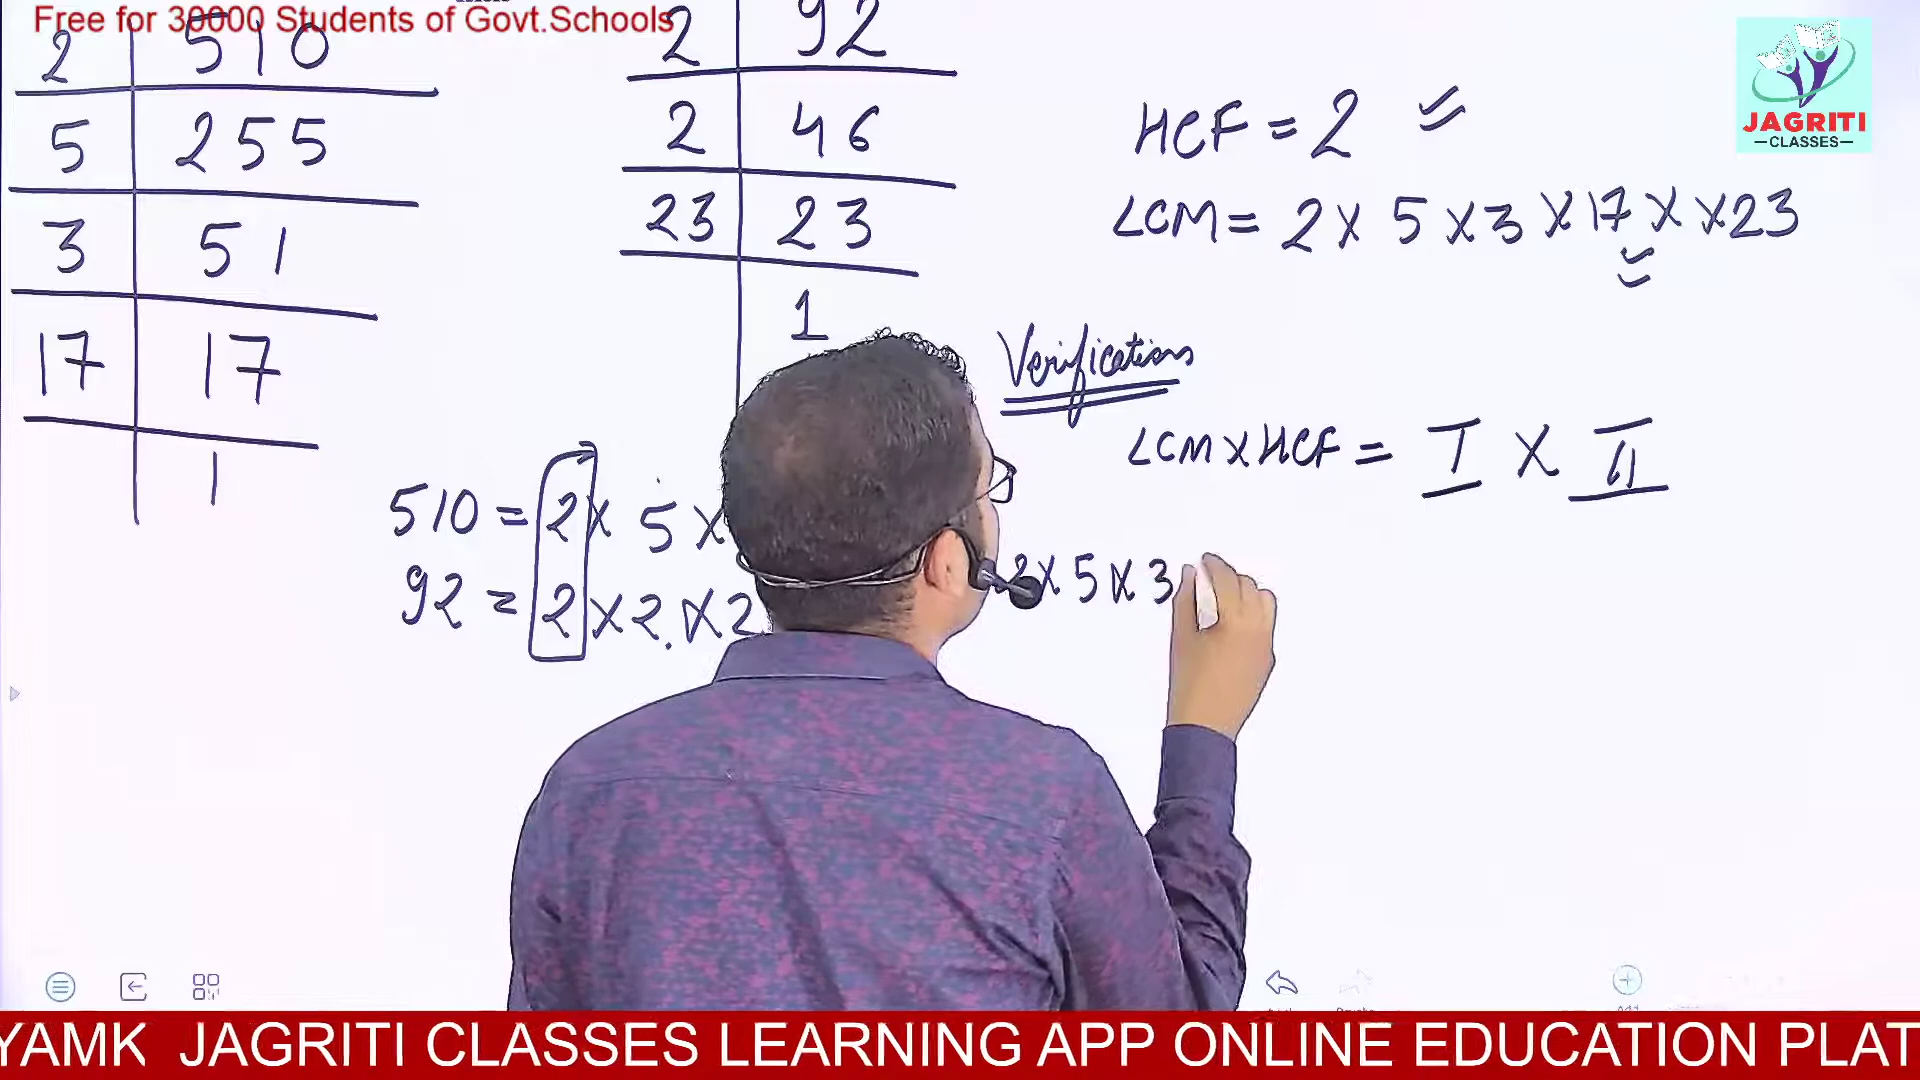 Free for 30000 Students of Govt.Schools
2 | 510
5 | 255
3 | 51
17 | 17
1
2 | 92
2 | 46
23 | 23
1
510 = 2 x 5 x
92 = 2 x 2 x 2
HCF = 2
LCM = 2 x 5 x 3 x 17 x x 23
Verifications
LCM x HCF = I x II
2 x 5 x 3
JAGRITI
CLASSES
YAMK JAGRITI CLASSES LEARNING APP ONLINE EDUCATION PLAT